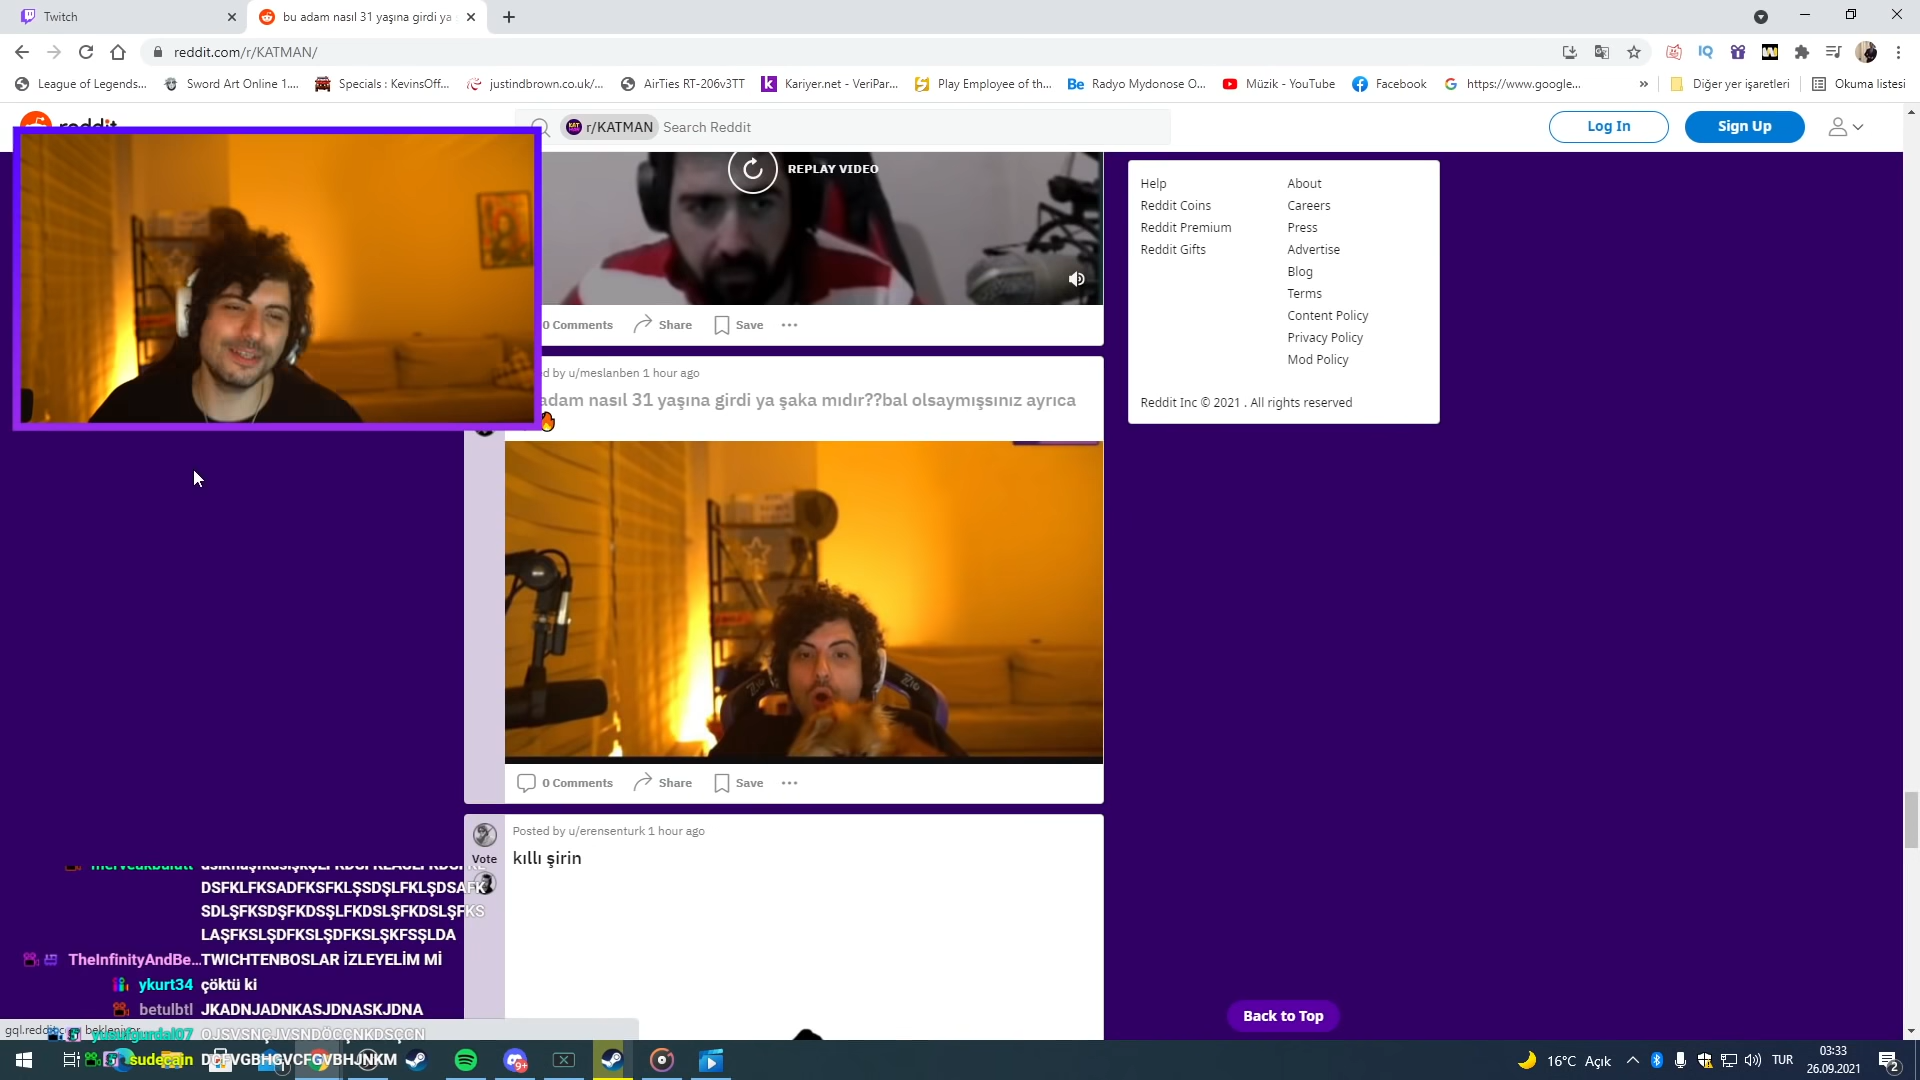 Twitch
bu adam nasıl 31 yaşına girdi ya ş
reddit.com/r/KATMAN/
League of Legends...
Sword Art Online 1....
Specials : KevinsOff...
justindbrown.co.uk/...
AirTies RT-206v3TT
Kariyer.net - VeriPar...
Play Employee of th...
Radyo Mydonose O...
Müzik - YouTube
Facebook
https://www.google...
»
Diğer yer işaretleri
Okuma listesi
reddit
r/KATMAN
Search Reddit
Log In
Sign Up
REPLAY VIDEO
0 Comments
Share
Save
Help
Reddit Coins
Reddit Premium
Reddit Gifts
About
Careers
Press
Advertise
Blog
Terms
Content Policy
Privacy Policy
Mod Policy
Reddit Inc © 2021 . All rights reserved
by u/meslanben 1 hour ago
adam nasıl 31 yaşına girdi ya şaka mıdır??bal olsaymışsınız ayrıca
0 Comments
Share
Save
Posted by u/erensenturk 1 hour ago
Vote
kıllı şirin
DSFKLFKSADFKSFKLŞSDŞLFKLŞDSAFK
SDLŞFKSDŞFKDSŞLFKDSLŞFKDSLŞFKS
LAŞFKSLŞDFKSLŞDFKSLŞKFSŞLDA
TheInfinityAndBe... TWICHTENBOSLAR İZLEYELİM Mİ
ykurt34 çöktü ki
betulbtl JKADNJADNKASJDNASKJDNA
yusufgurdal07 OJSVSNÇJVSNDÖÇÇNKDSÇÇN
sudecain DCFVGBHGVCFGVBHJNKM
Back to Top
16°C Açık
TUR
03:33
26.09.2021